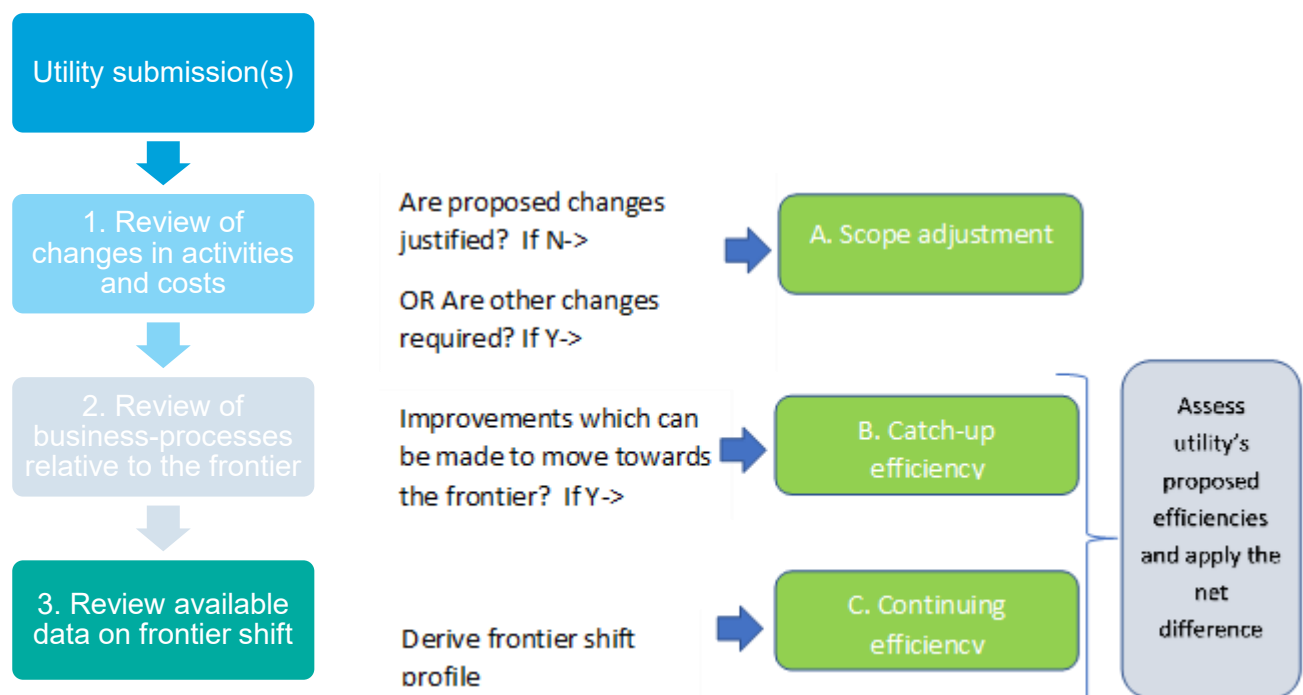 Utility submission(s)
1. Review of
changes in activities
and costs
Are proposed changes
justified? If N->
OR Are other changes
required? If Y->
A. Scope adjustment
2. Review of
business-processes
relative to the frontier
Improvements which can
be made to move towards
the frontier? If Y->
B. Catch-up
efficiency
3. Review available
data on frontier shift
Derive frontier shift
profile
C. Continuing
efficiency
Assess
utility's
proposed
efficiencies
and apply the
net
difference